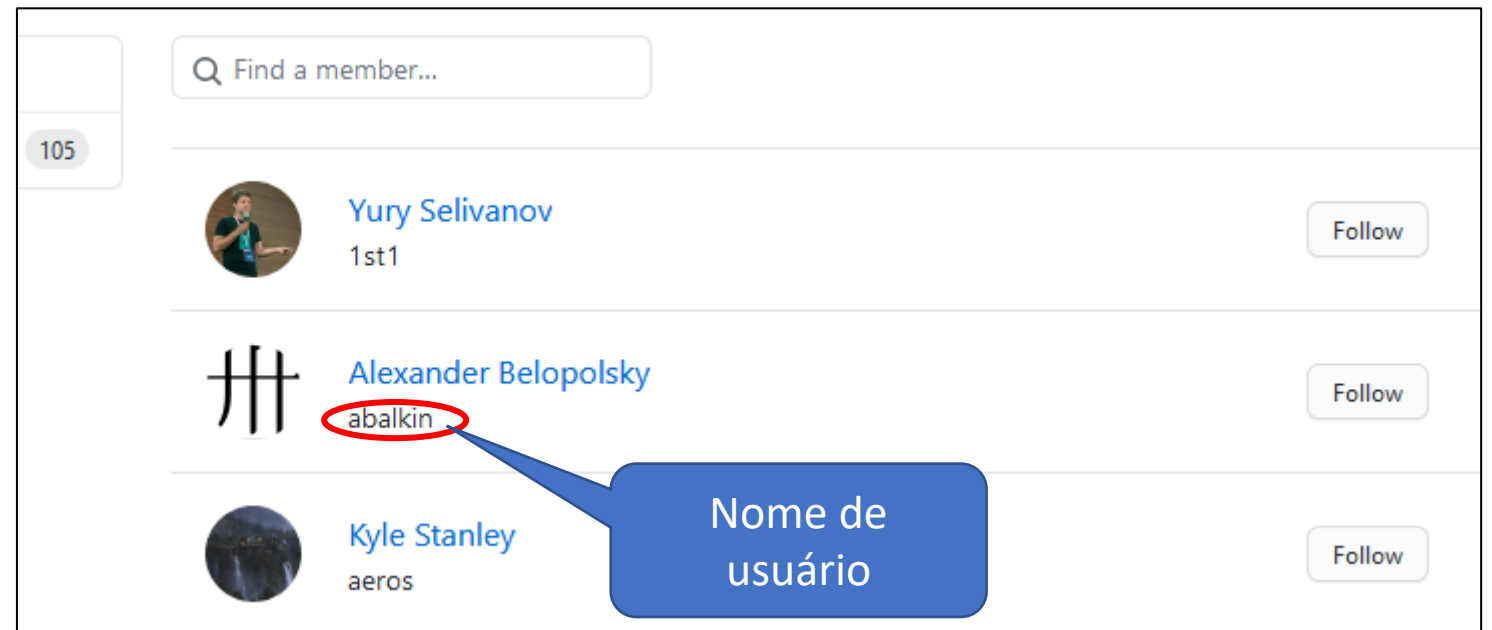 Find a member...
105
Yury Selivanov
1st1
Follow
Alexander Belopolsky
abalkin
Follow
Nome de
usuário
Kyle Stanley
aeros
Follow